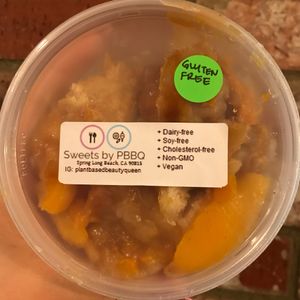 GLUTEN
FREE
Sweets by PBBQ
Spring Long Beach, CA 90815
IG: plantbasedbeautyqueen
+ Dairy-free
+ Soy-free
+ Cholesterol-free
+ Non-GMO
+ Vegan